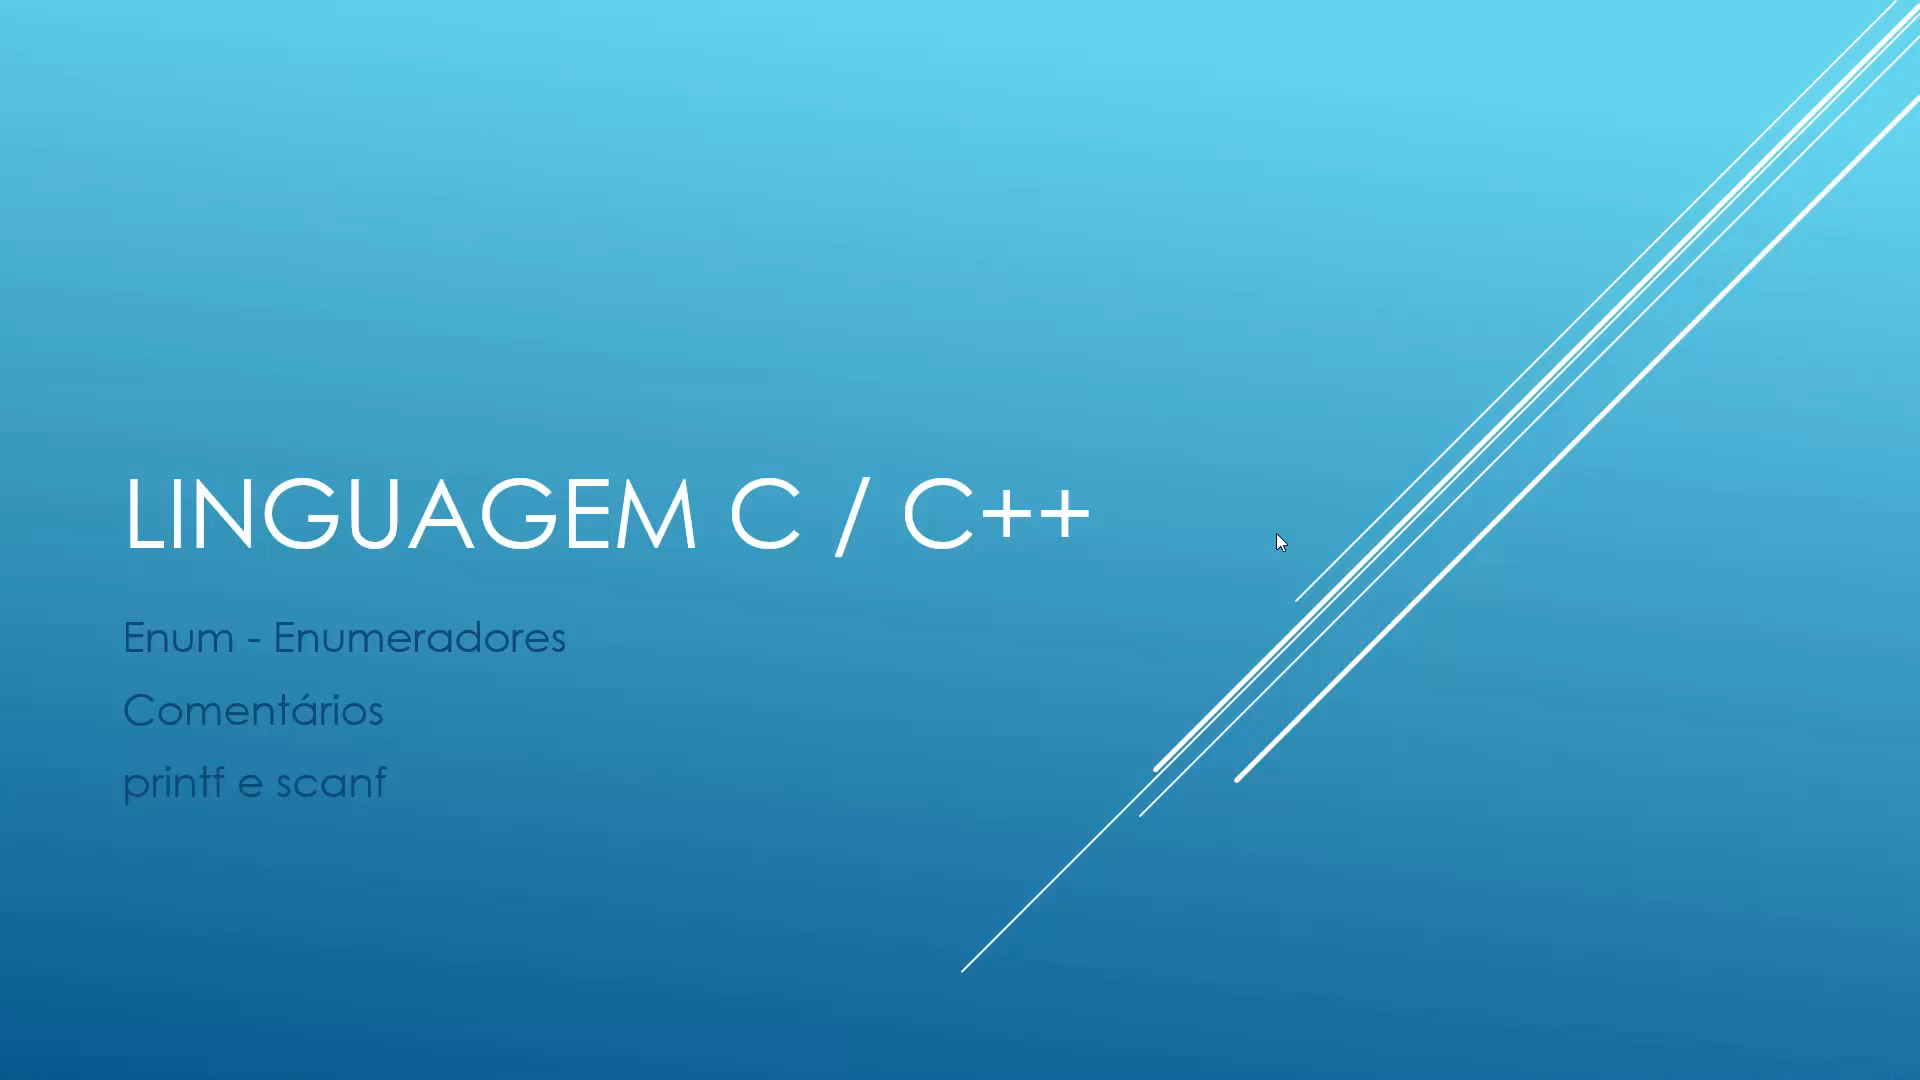 LINGUAGEM C / C++
Enum - Enumeradores
Comentários
printf e scanf